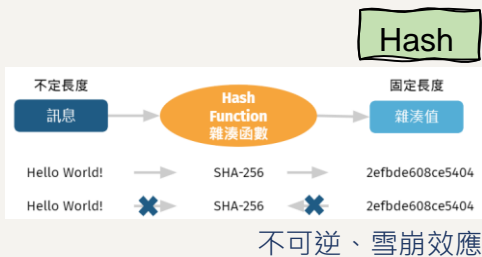 Hash
不定長度
固定長度
訊息
Hash
Function
雜湊函數
雜湊值
Hello World! SHA-256 2efbde608ce5404
Hello World! SHA-256 2efbde608ce5404
不可逆、雪崩效應